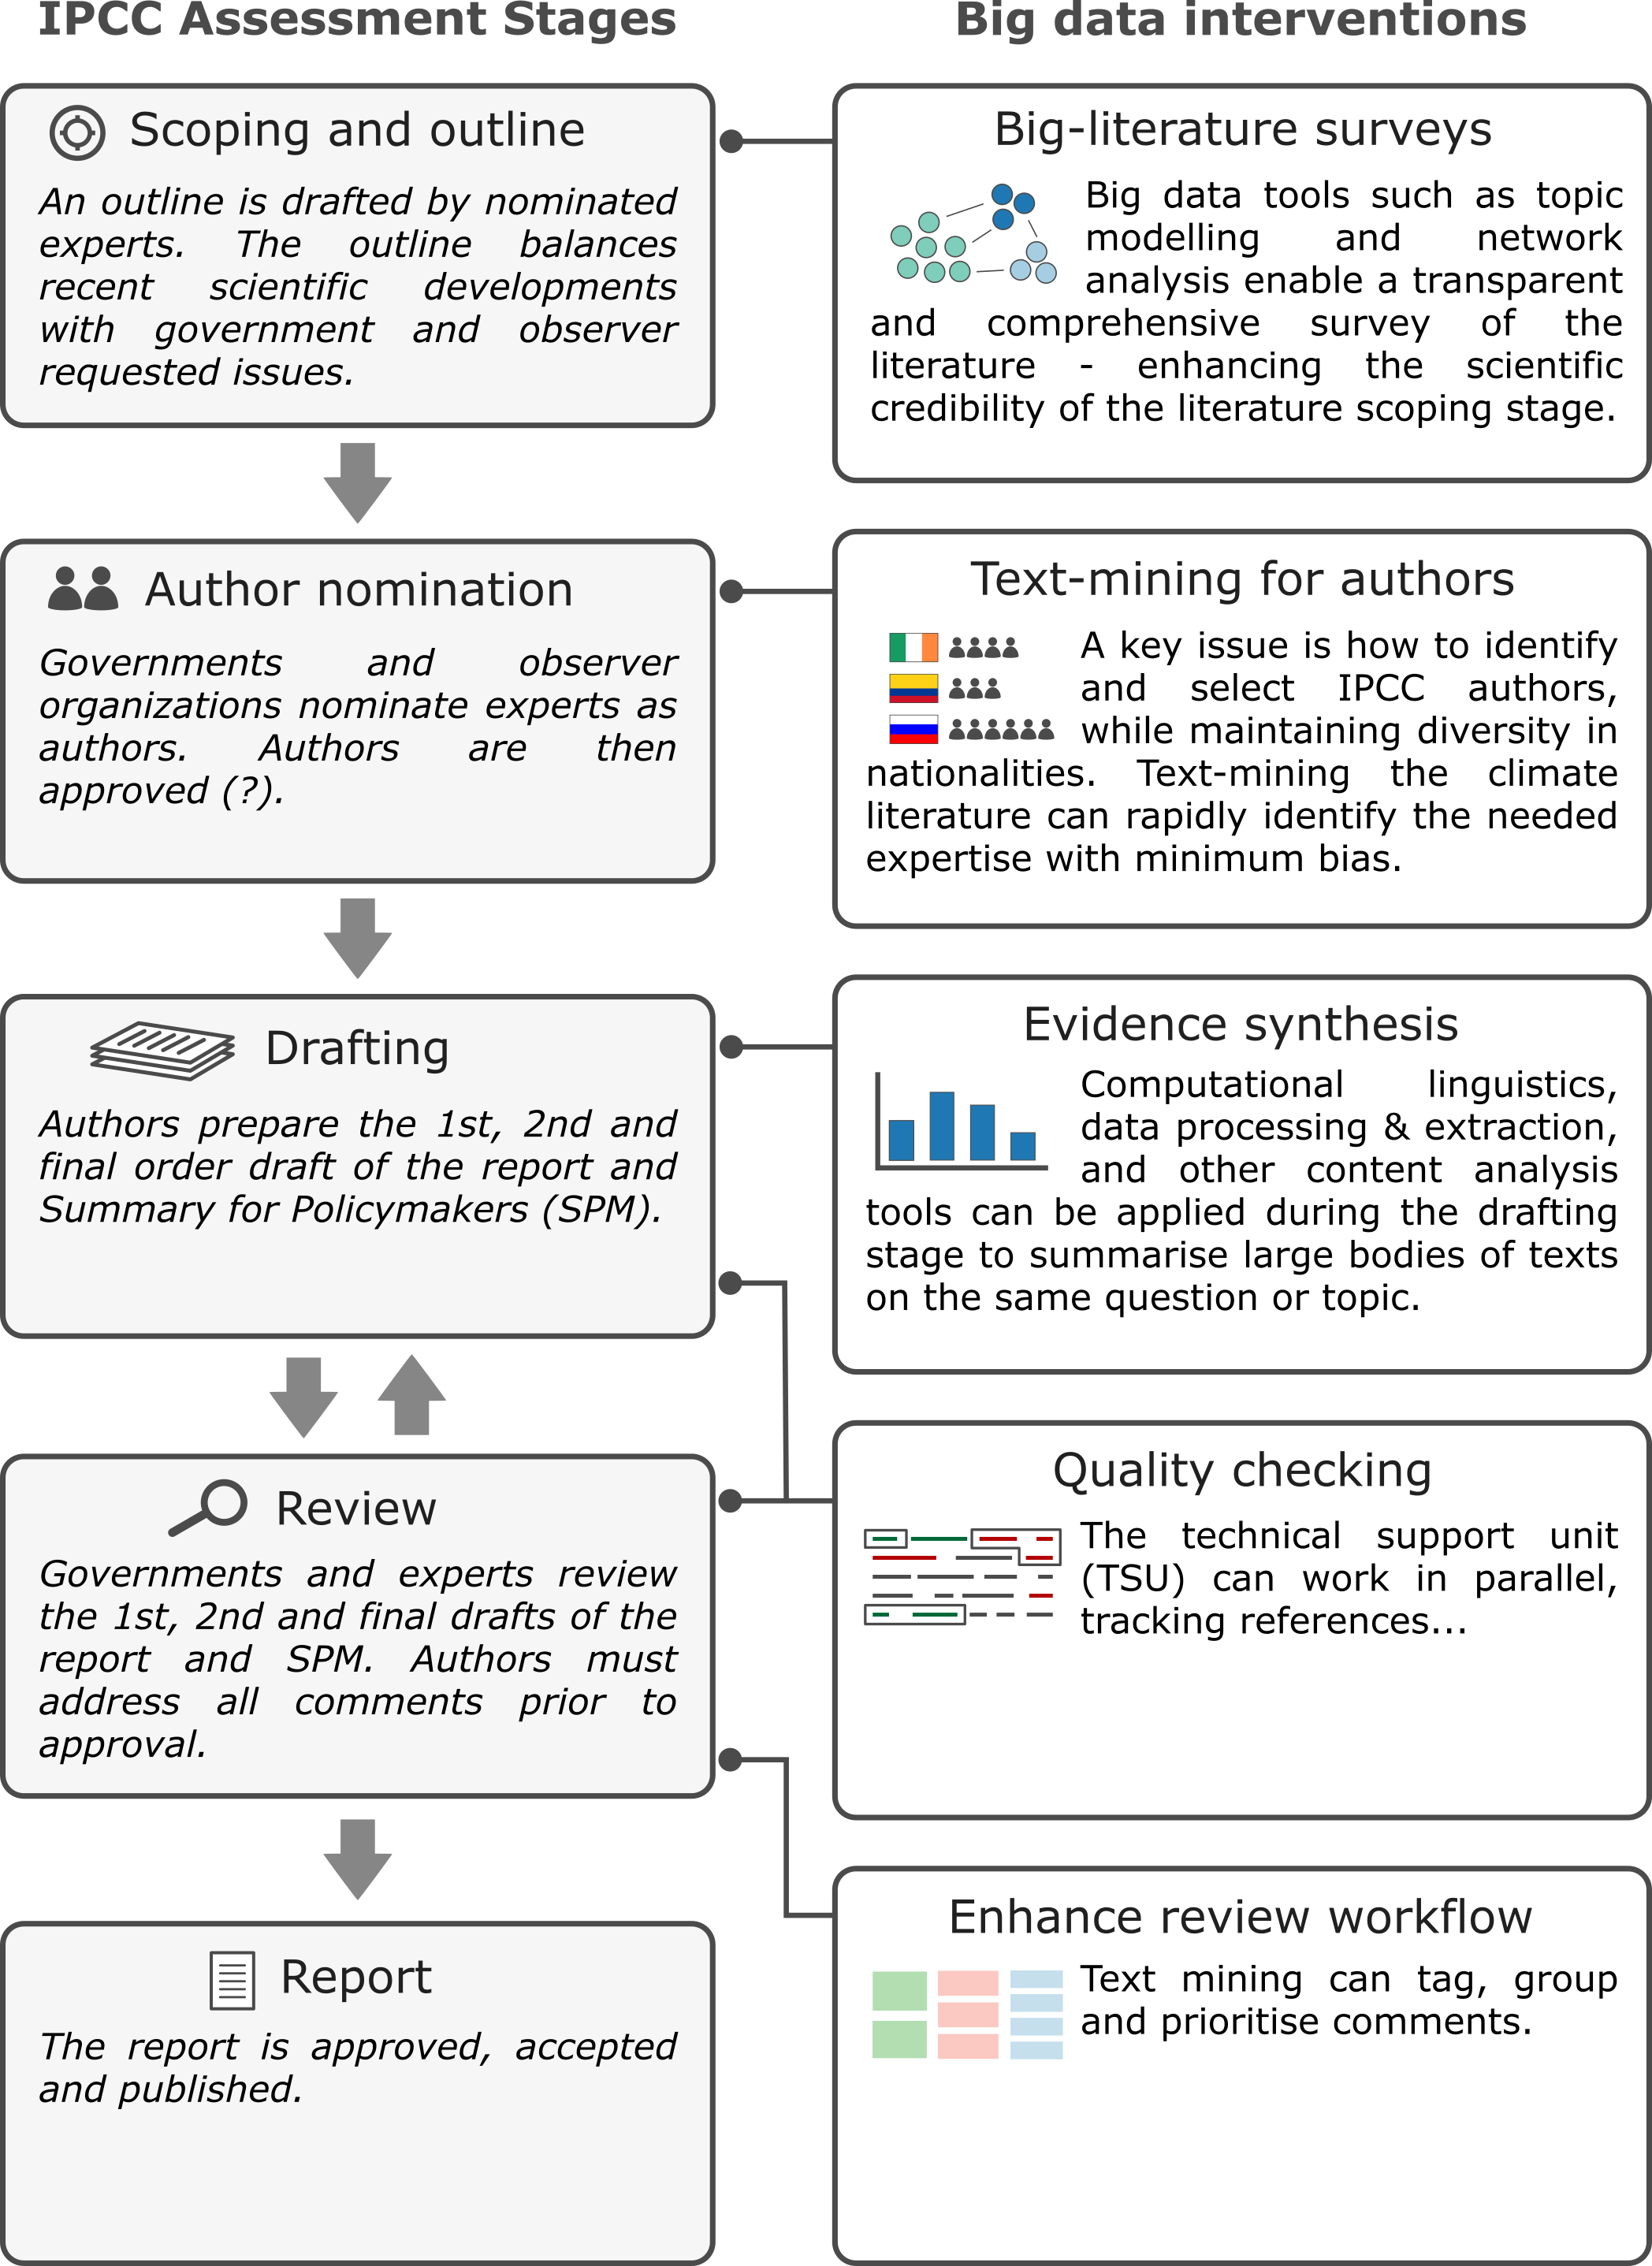 IPCC Assessment Stages
Big data interventions
Scoping and outline
An outline is drafted by nominated
experts. The outline balances
recent scientific developments
with government and observer
requested issues.
Big-literature surveys
Big data tools such as topic
modelling and network
analysis enable a transparent
and comprehensive survey of the
literature - enhancing the scientific
credibility of the literature scoping stage.
Author nomination
Governments and observer
organizations nominate experts as
authors. Authors are then
approved (?).
Text-mining for authors
A key issue is how to identify
and select IPCC authors,
while maintaining diversity in
nationalities. Text-mining the climate
literature can rapidly identify the needed
expertise with minimum bias.
Drafting
Authors prepare the 1st, 2nd and
final order draft of the report and
Summary for Policymakers (SPM).
Evidence synthesis
Computational linguistics,
data processing & extraction,
and other content analysis
tools can be applied during the drafting
stage to summarise large bodies of texts
on the same question or topic.
Review
Governments and experts review
the 1st, 2nd and final drafts of the
report and SPM. Authors must
address all comments prior to
approval.
Quality checking
The technical support unit
(TSU) can work in parallel,
tracking references...
Report
The report is approved, accepted
and published.
Enhance review workflow
Text mining can tag, group
and prioritise comments.